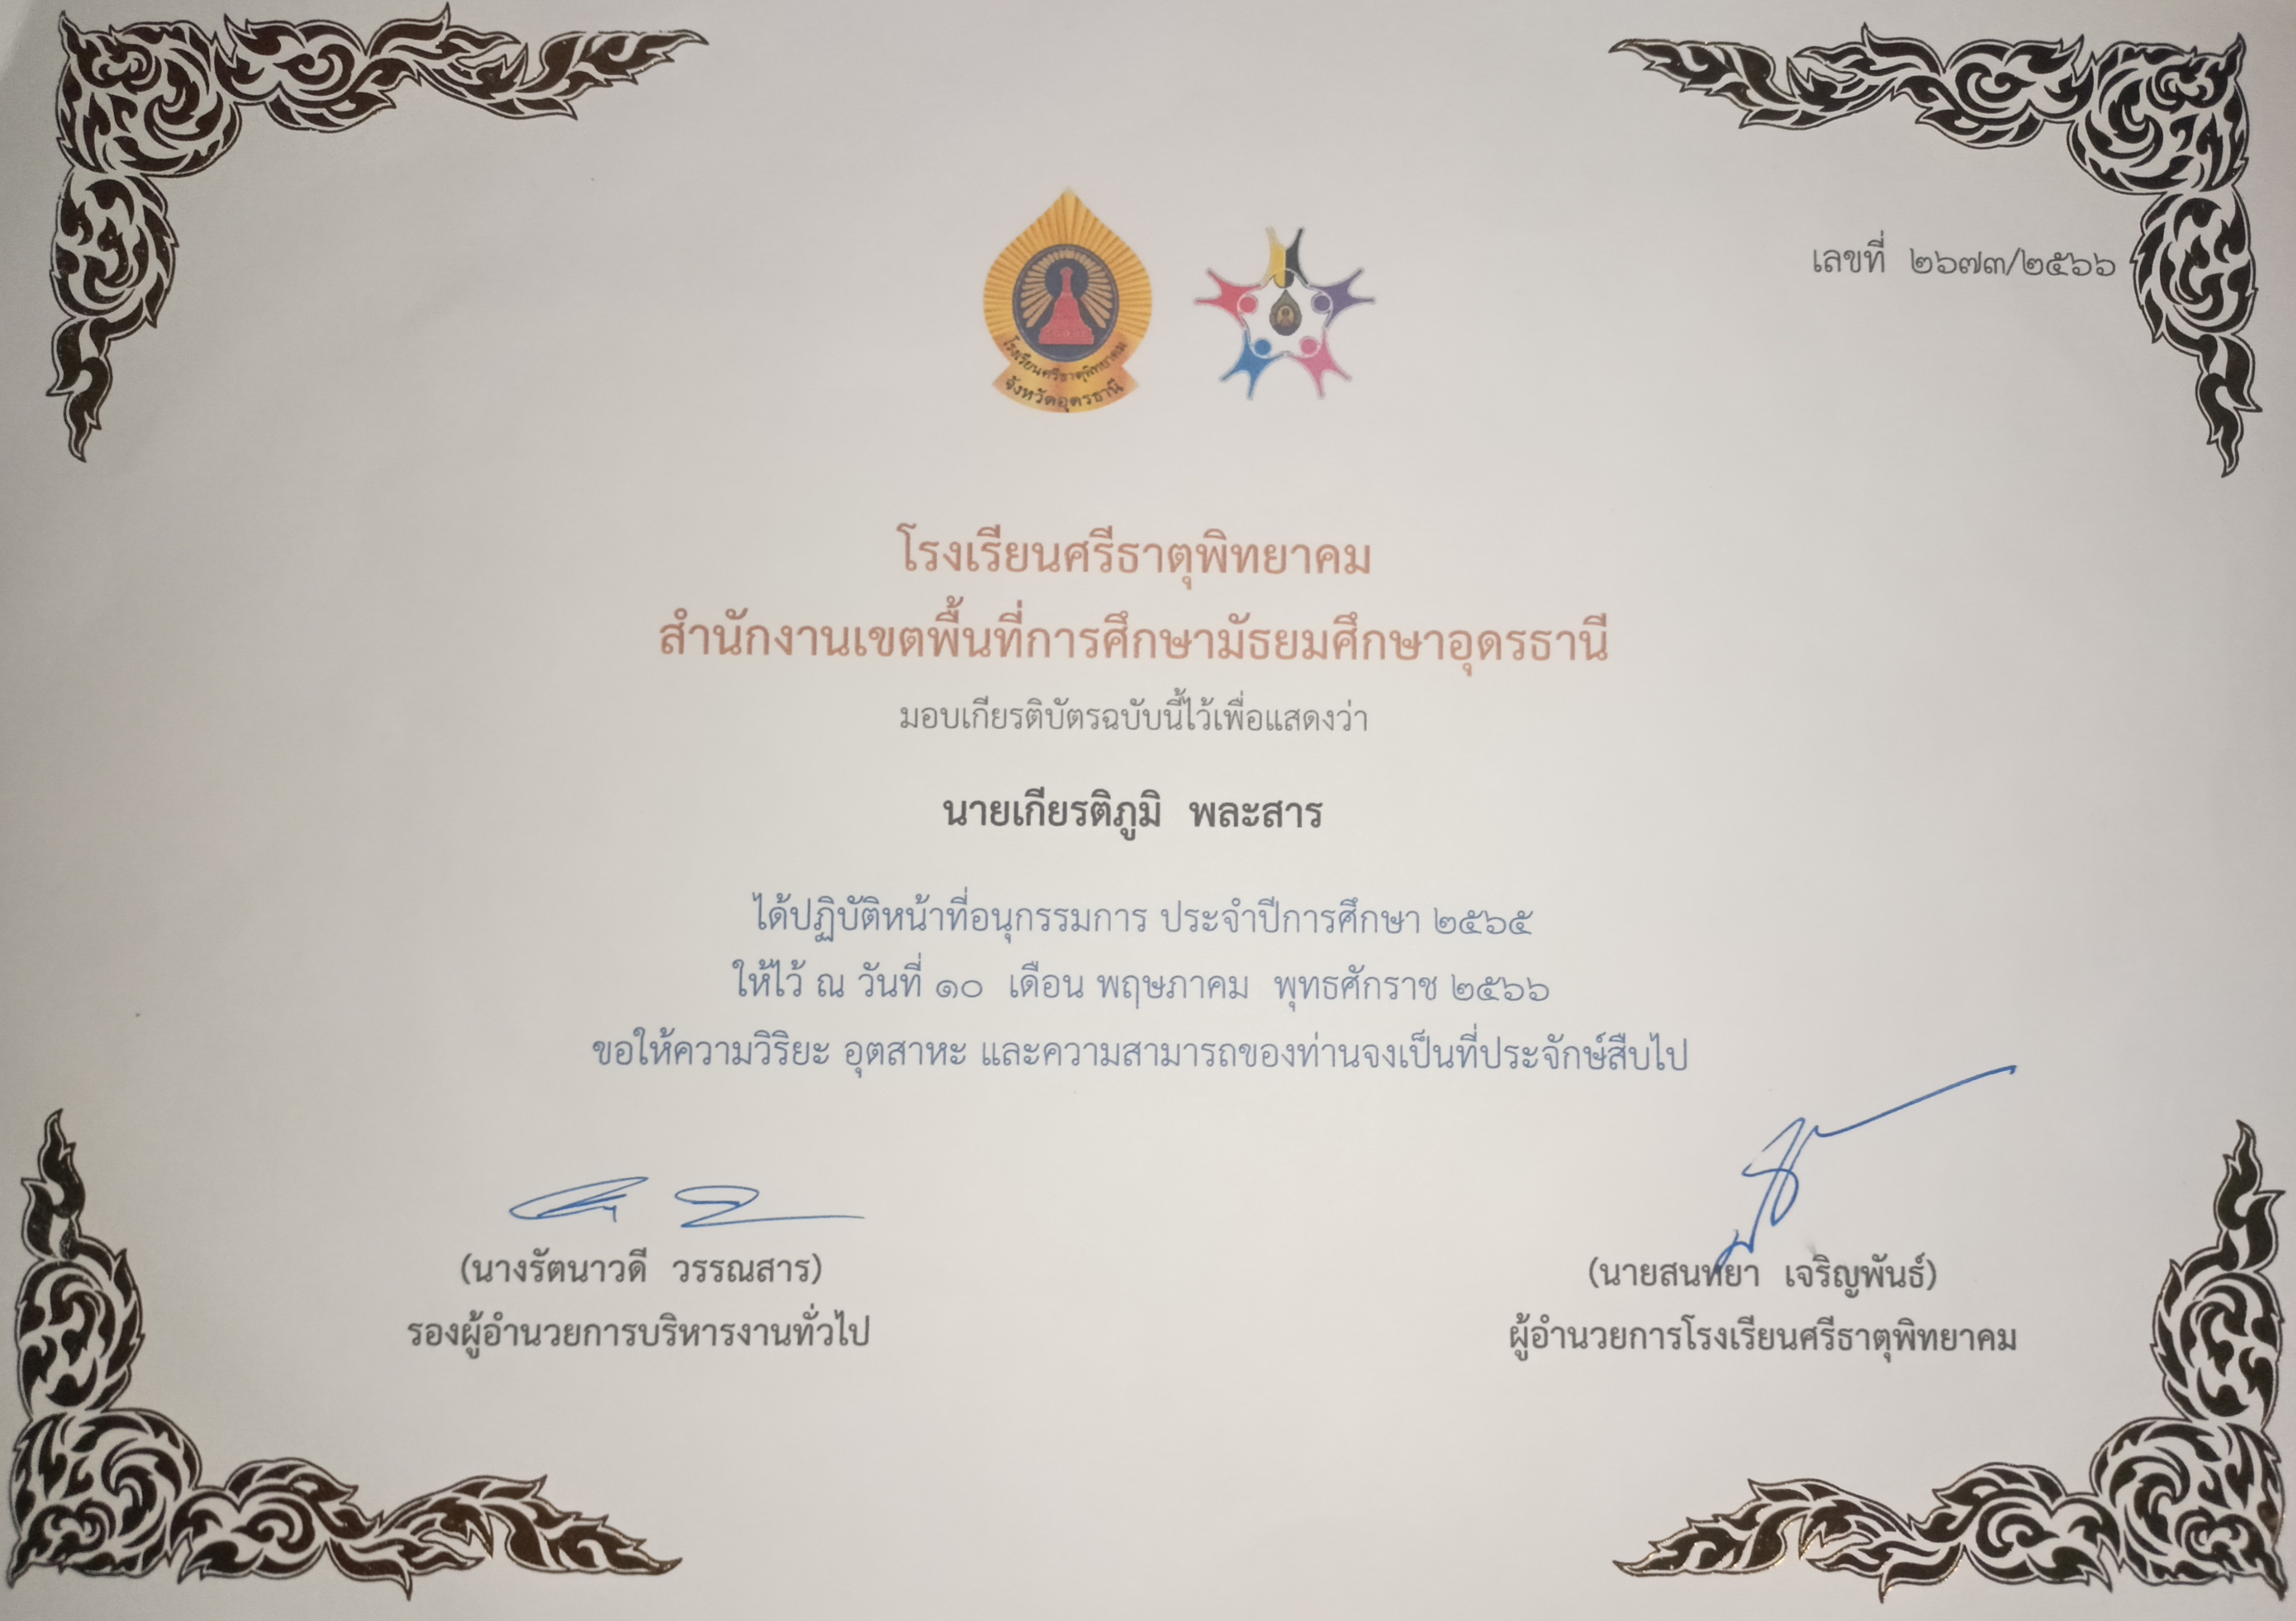 เลขที่ ๒๖๗๓/๒๕๖๖
โรงเรียนศรีธาตุพิทยาคม
จังหวัดอุดรธานี
โรงเรียนศรีธาตุพิทยาคม
สำนักงานเขตพื้นที่การศึกษามัธยมศึกษาอุดรธานี
มอบเกียรติบัตรฉบับนี้ไว้เพื่อแสดงว่า
นายเกียรติภูมิ พละสาร
ได้ปฏิบัติหน้าที่อนุกรรมการ ประจำปีการศึกษา ๒๕๖๕
ให้ไว้ ณ วันที่ ๑๐ เดือน พฤษภาคม พุทธศักราช ๒๕๖๖
ขอให้ความวิริยะ อุตสาหะ และความสามารถของท่านจงเป็นที่ประจักษ์สืบไป
(นางรัตนาวดี วรรณสาร)
รองผู้อำนวยการบริหารงานทั่วไป
(นายสนทยา เจริญพันธ์)
ผู้อำนวยการโรงเรียนศรีธาตุพิทยาคม